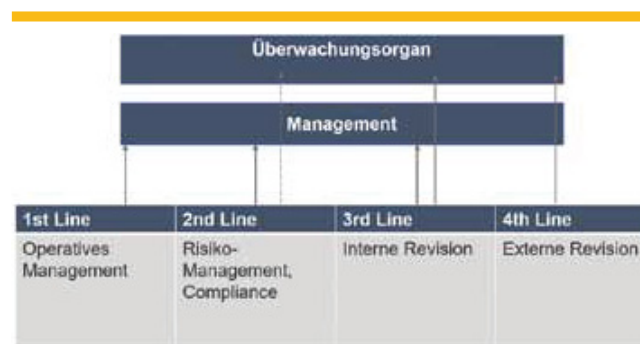 Überwachungsorgan
Management
1st Line
2nd Line
3rd Line
4th Line
Operatives
Management
Risiko-
Management,
Compliance
Interne Revision
Externe Revision